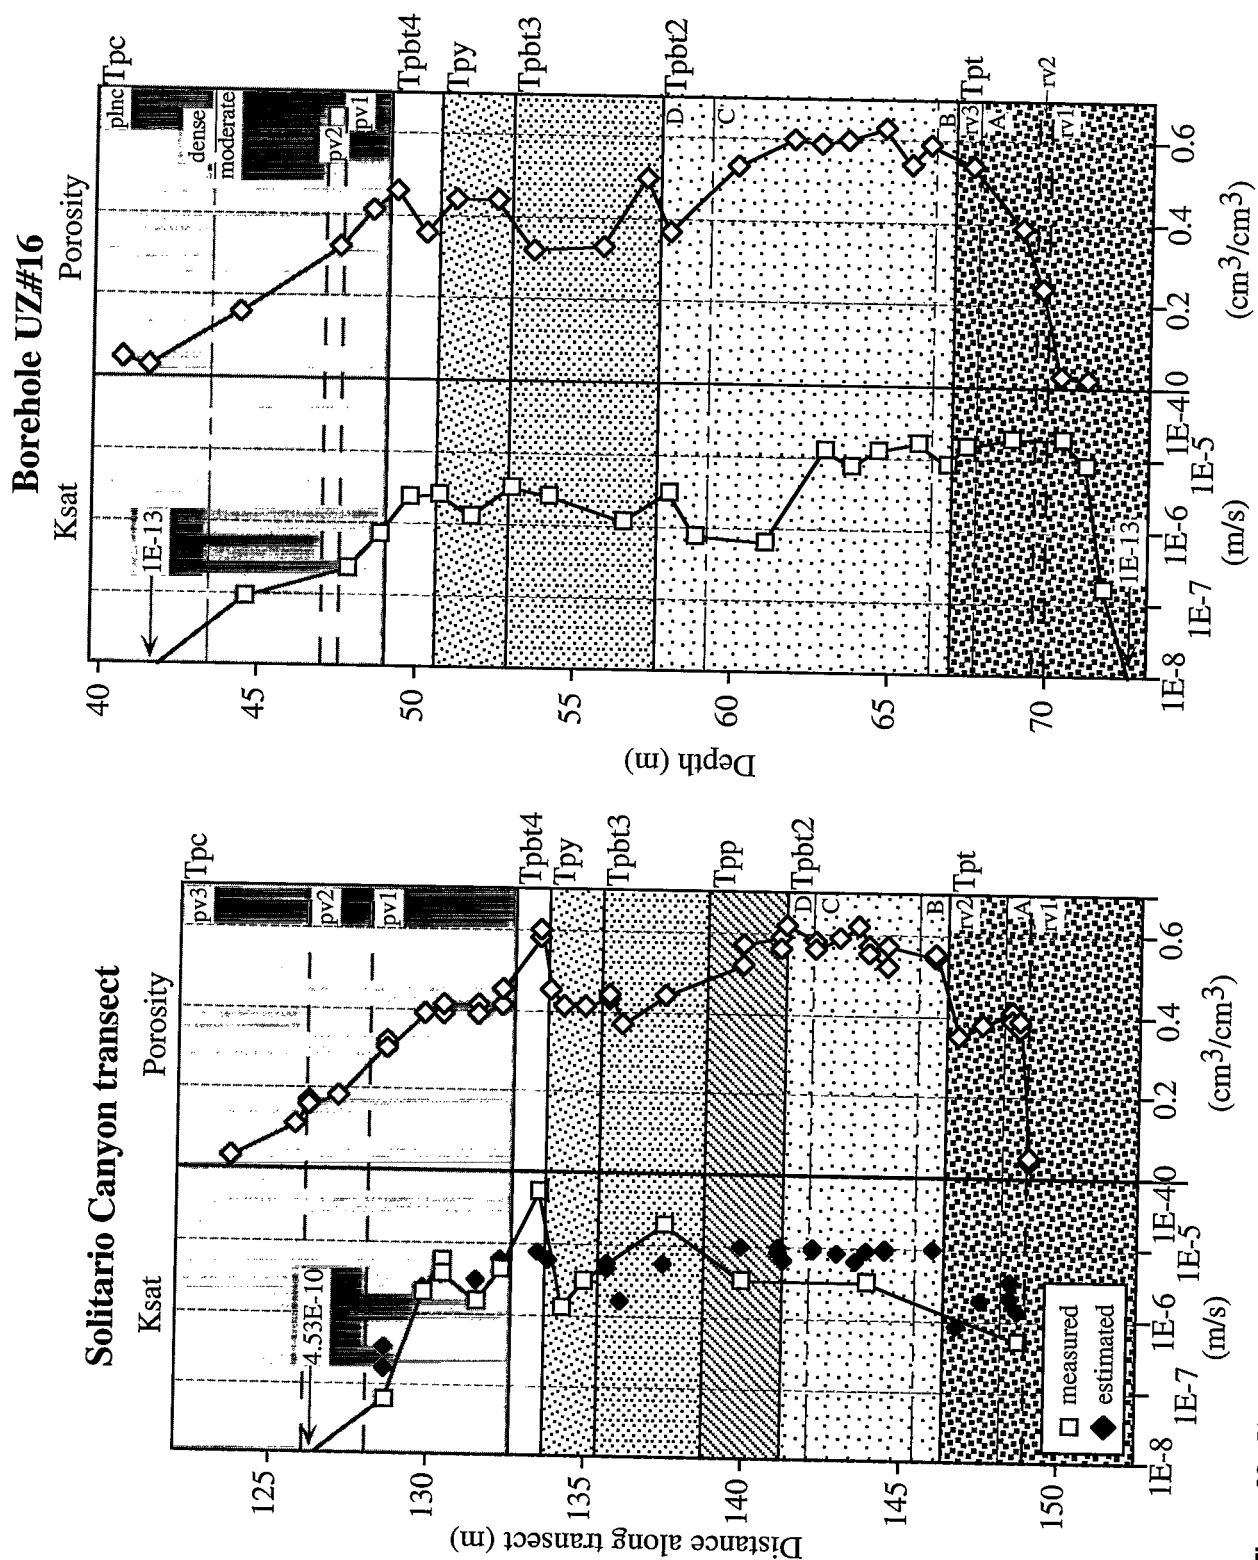 Borehole UZ#16
Ksat
Porosity
1E-13
plnc
dense
moderate
pv2
pv1
Tpc
Tpbt4
Tpy
Tpbt3
Tpbt2
D
C
B
Tpt
rv3
A
rv2
rv1
1E-13
40
45
50
55
60
65
70
Depth (m)
1E-8
1E-7
1E-6
1E-5
1E-40
0.2
0.4
0.6
(m/s)
(cm3/cm3)
Solitario Canyon transect
Ksat
Porosity
4.53E-10
pv3
pv2
pv1
Tpc
Tpbt4
Tpy
Tpbt3
Tpp
Tpbt2
D
C
B
Tpt
rv2
A
rv1
measured
estimated
125
130
135
140
145
150
Distance along transect (m)
1E-8
1E-7
1E-6
1E-5
1E-40
0.2
0.4
0.6
(m/s)
(cm3/cm3)